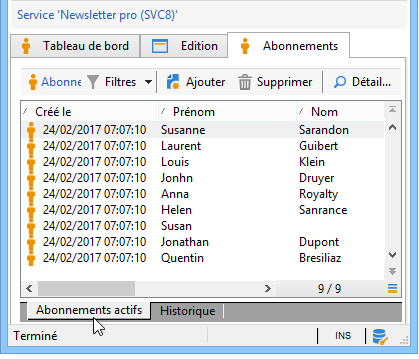 Service 'Newsletter pro (SVC8)'
Tableau de bord Edition Abonnements
Abonne Filtres Ajouter Supprimer Détail...
Créé le Prénom Nom
24/02/2017 07:07:10 Susanne Sarandon
24/02/2017 07:07:10 Laurent Guibert
24/02/2017 07:07:10 Louis Klein
24/02/2017 07:07:10 Jonhn Druyer
24/02/2017 07:07:10 Anna Royalty
24/02/2017 07:07:10 Helen Sanrance
24/02/2017 07:07:10 Susan
24/02/2017 07:07:10 Jonathan Dupont
24/02/2017 07:07:10 Quentin Bresiliaz
9 / 9
Abonnements actifs Historique
Terminé INS